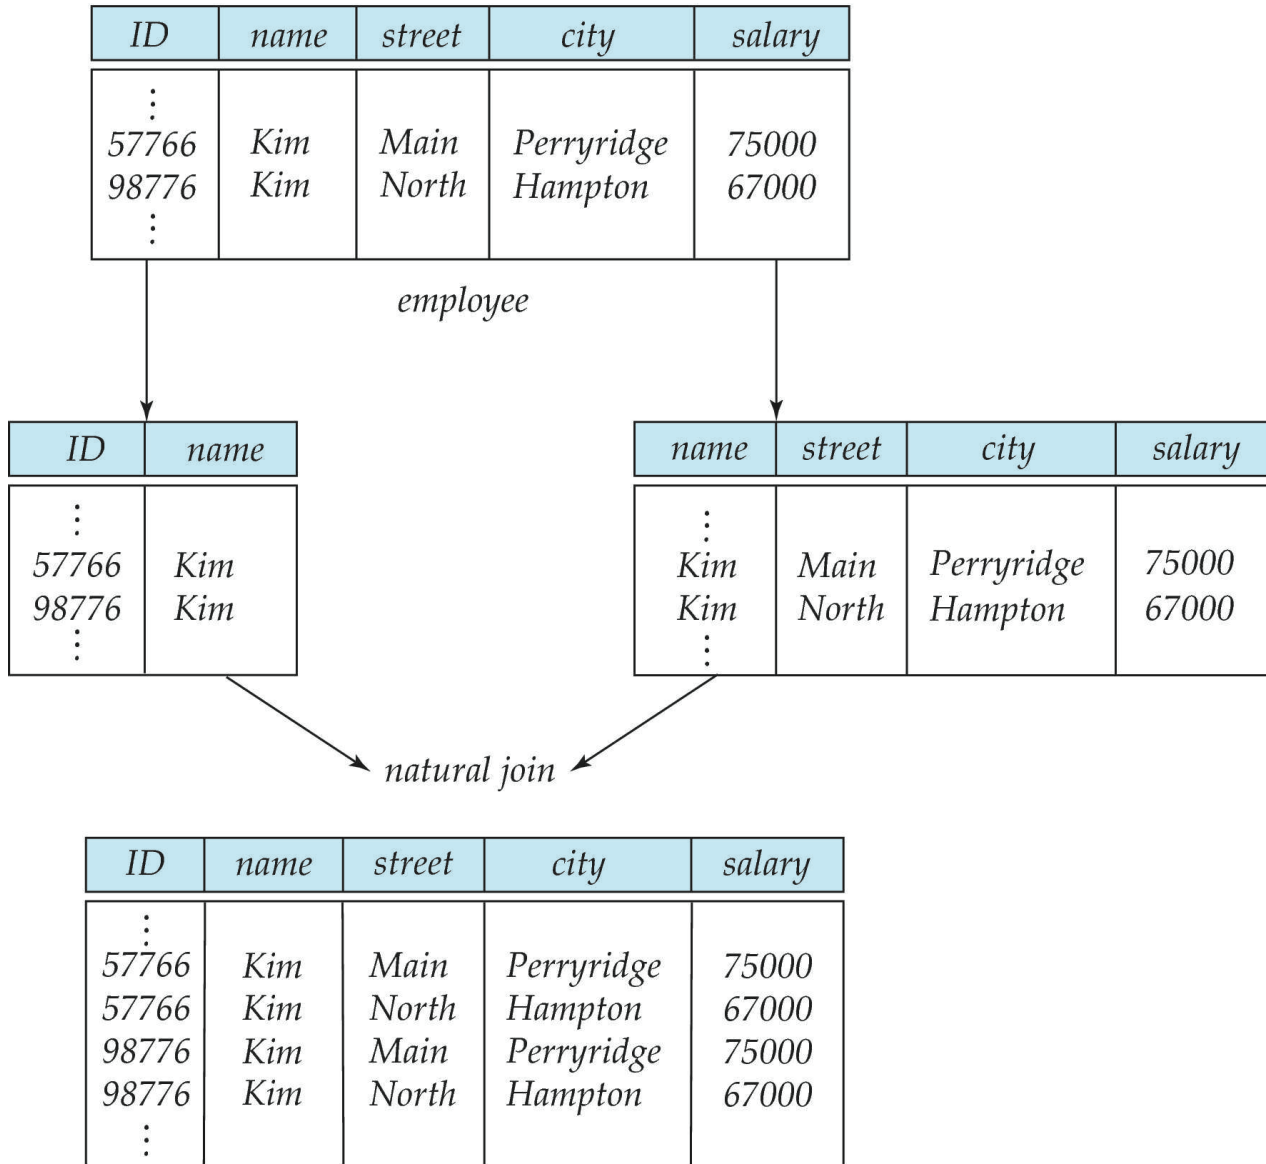 ID name street city salary
⋮
57766 Kim Main Perryridge 75000
98776 Kim North Hampton 67000
⋮
employee
ID name
⋮
57766 Kim
98776 Kim
⋮
name street city salary
⋮
Kim Main Perryridge 75000
Kim North Hampton 67000
⋮
natural join
ID name street city salary
⋮
57766 Kim Main Perryridge 75000
57766 Kim North Hampton 67000
98776 Kim Main Perryridge 75000
98776 Kim North Hampton 67000
⋮